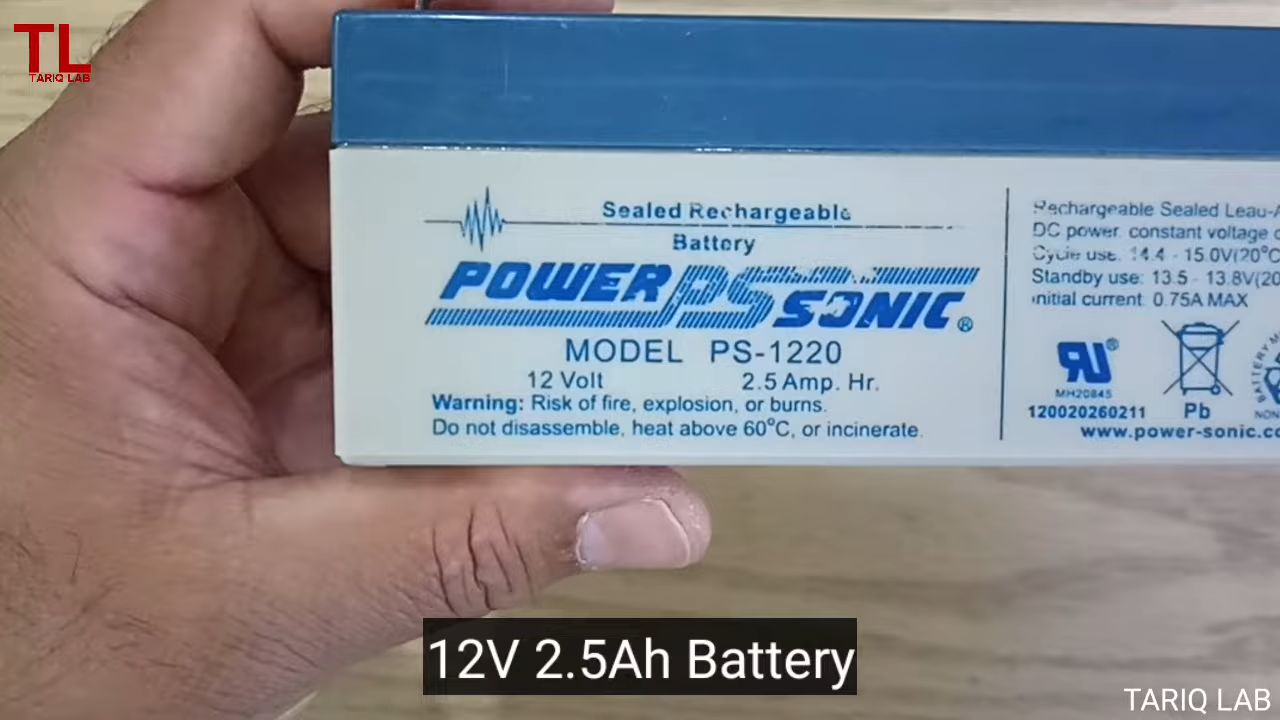 TL
TARIQ LAB
Sealed Rechargeable
Battery
POWER PS SONIC®
MODEL PS-1220
12 Volt 2.5 Amp. Hr.
Warning: Risk of fire, explosion, or burns.
Do not disassemble, heat above 60°C, or incinerate.
Rechargeable Sealed
DC power constant voltage
Cycle use: 14.4 - 15.0V(20°C
Standby use: 13.5 - 13.8V(20
Initial current 0.75A MAX
MH20845
120020260211 Pb
www.power-sonic.co
12V 2.5Ah Battery
TARIQ LAB